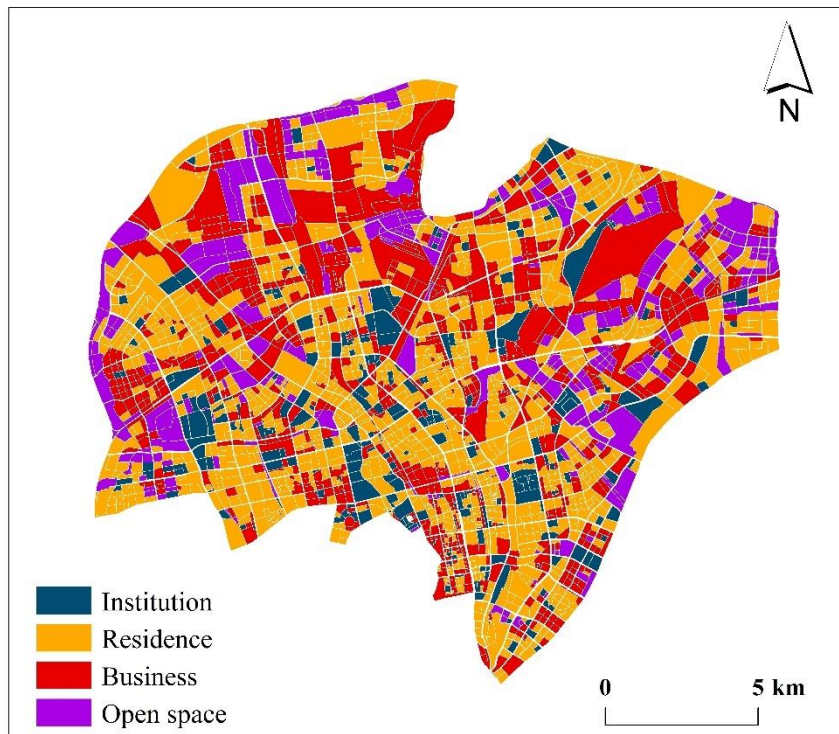 N
Institution
Residence
Business
Open space
0 5 km